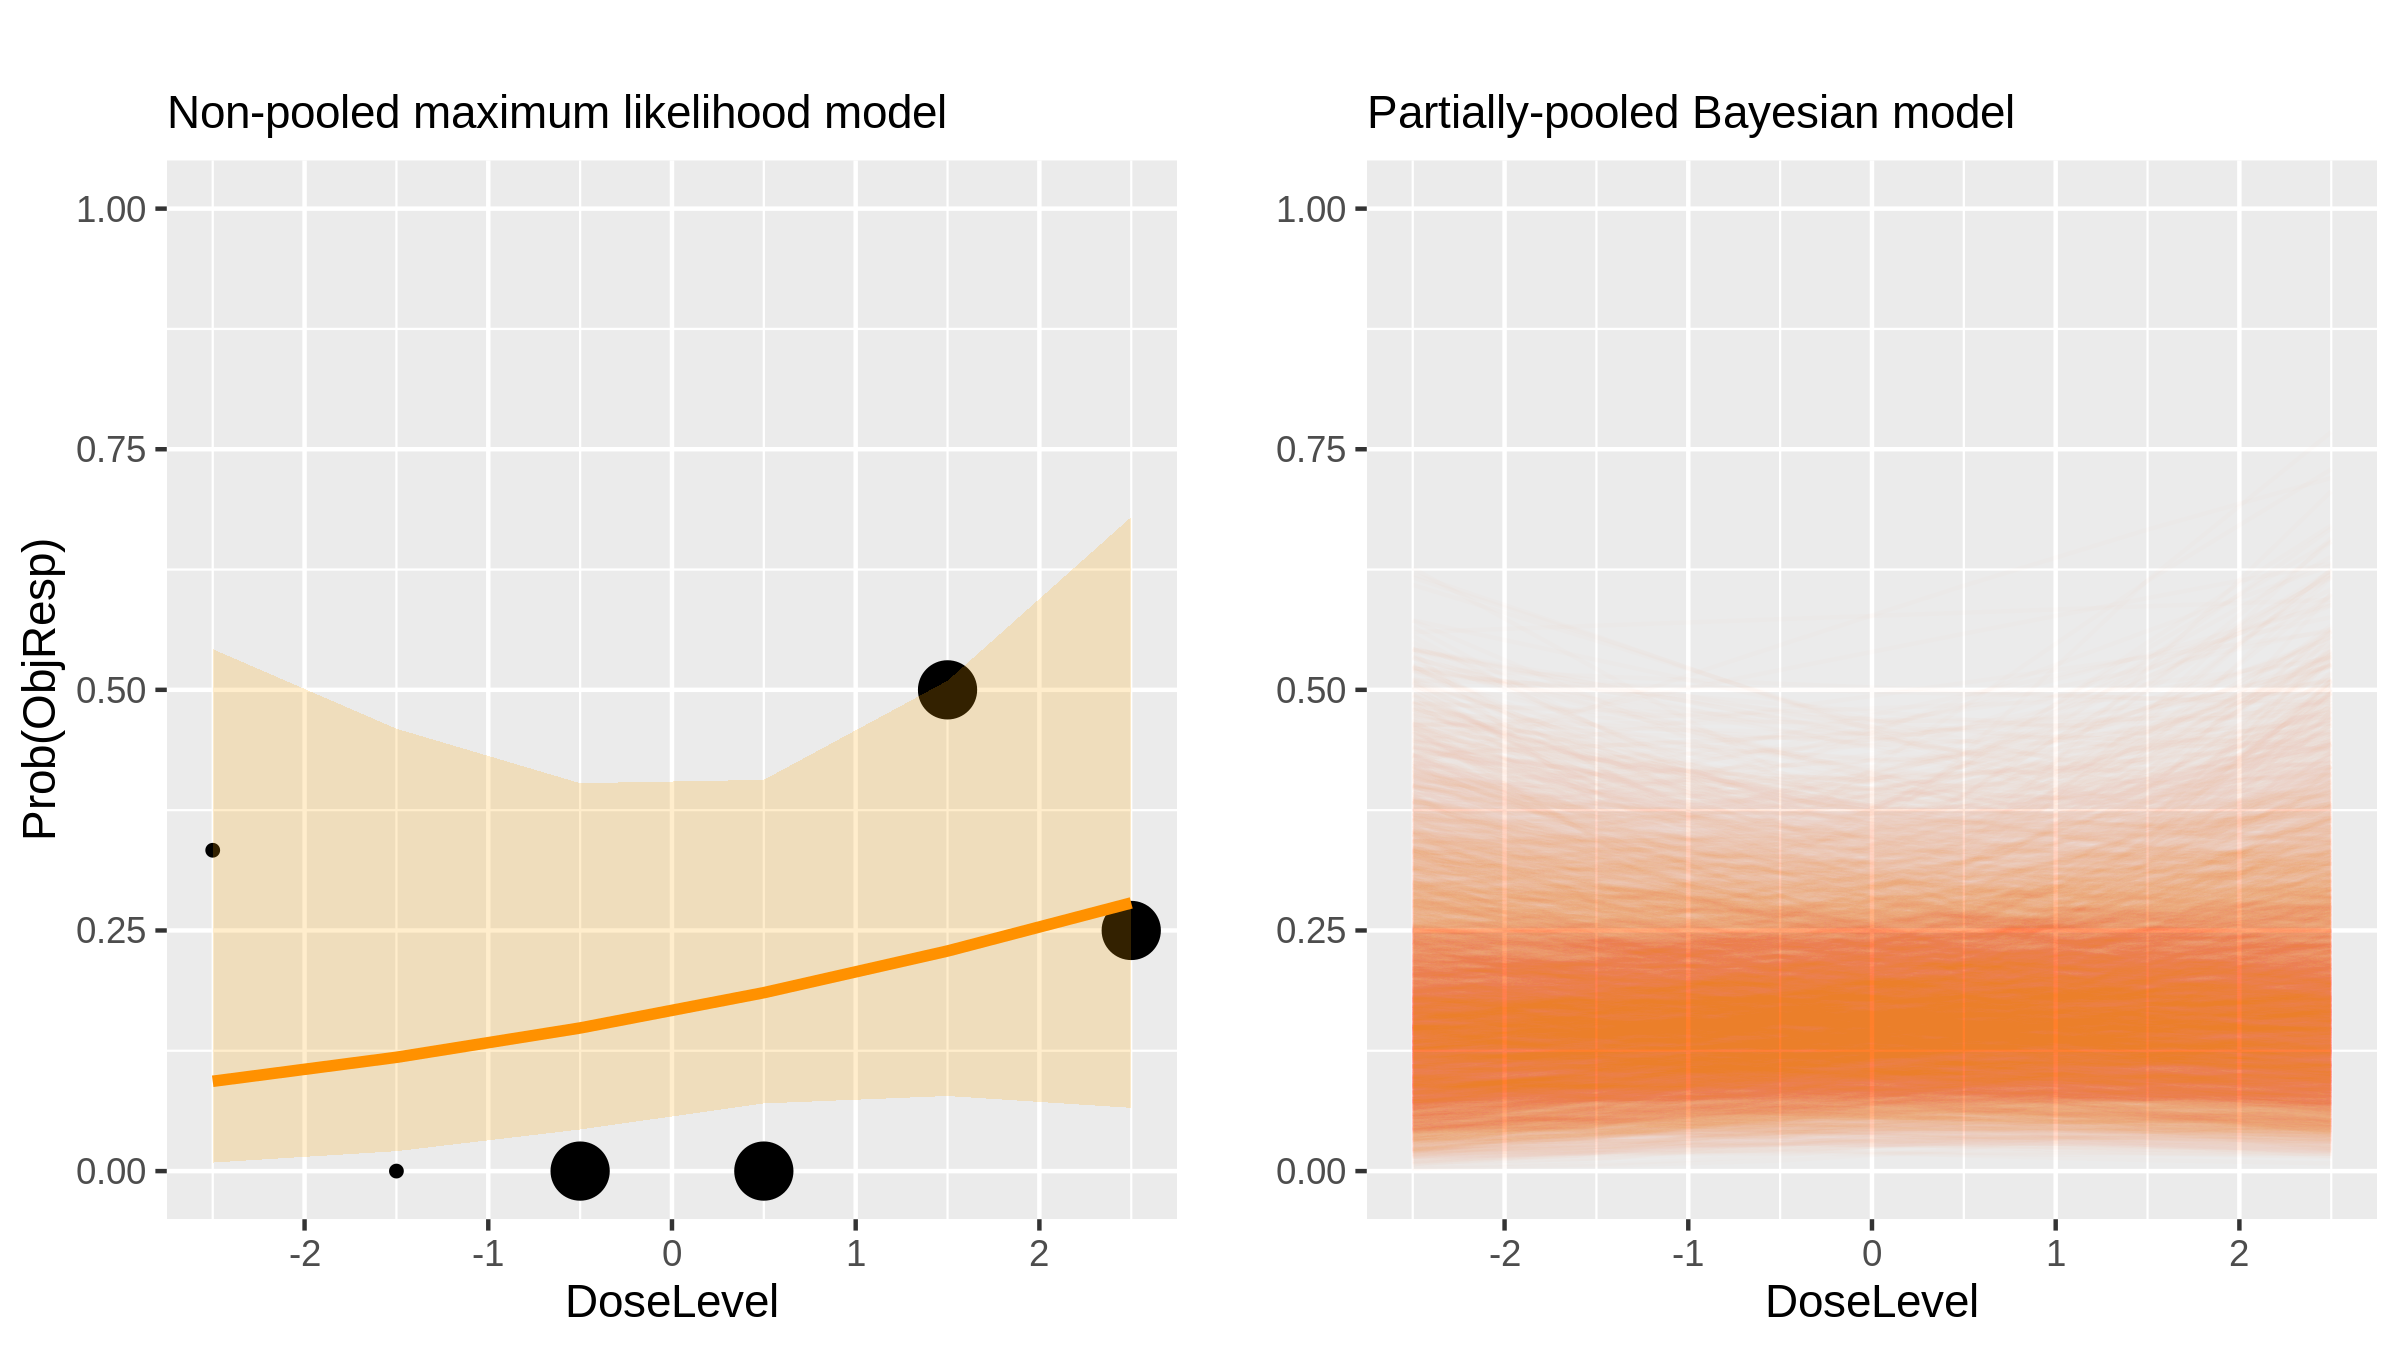 Non-pooled maximum likelihood model
Prob(ObjResp)
1.00
0.75
0.50
0.25
0.00
-2 -1 0 1 2
DoseLevel
Partially-pooled Bayesian model
1.00
0.75
0.50
0.25
0.00
-2 -1 0 1 2
DoseLevel